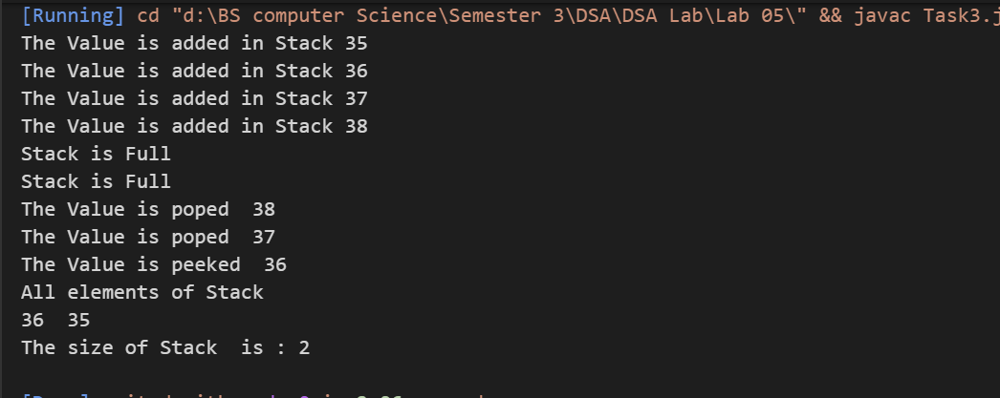 [Running] cd "d:\BS computer Science\Semester 3\DSA\DSA Lab\Lab 05\" && javac Task3.j
The Value is added in Stack 35
The Value is added in Stack 36
The Value is added in Stack 37
The Value is added in Stack 38
Stack is Full
Stack is Full
The Value is poped  38
The Value is poped  37
The Value is peeked  36
All elements of Stack
36  35
The size of Stack  is : 2